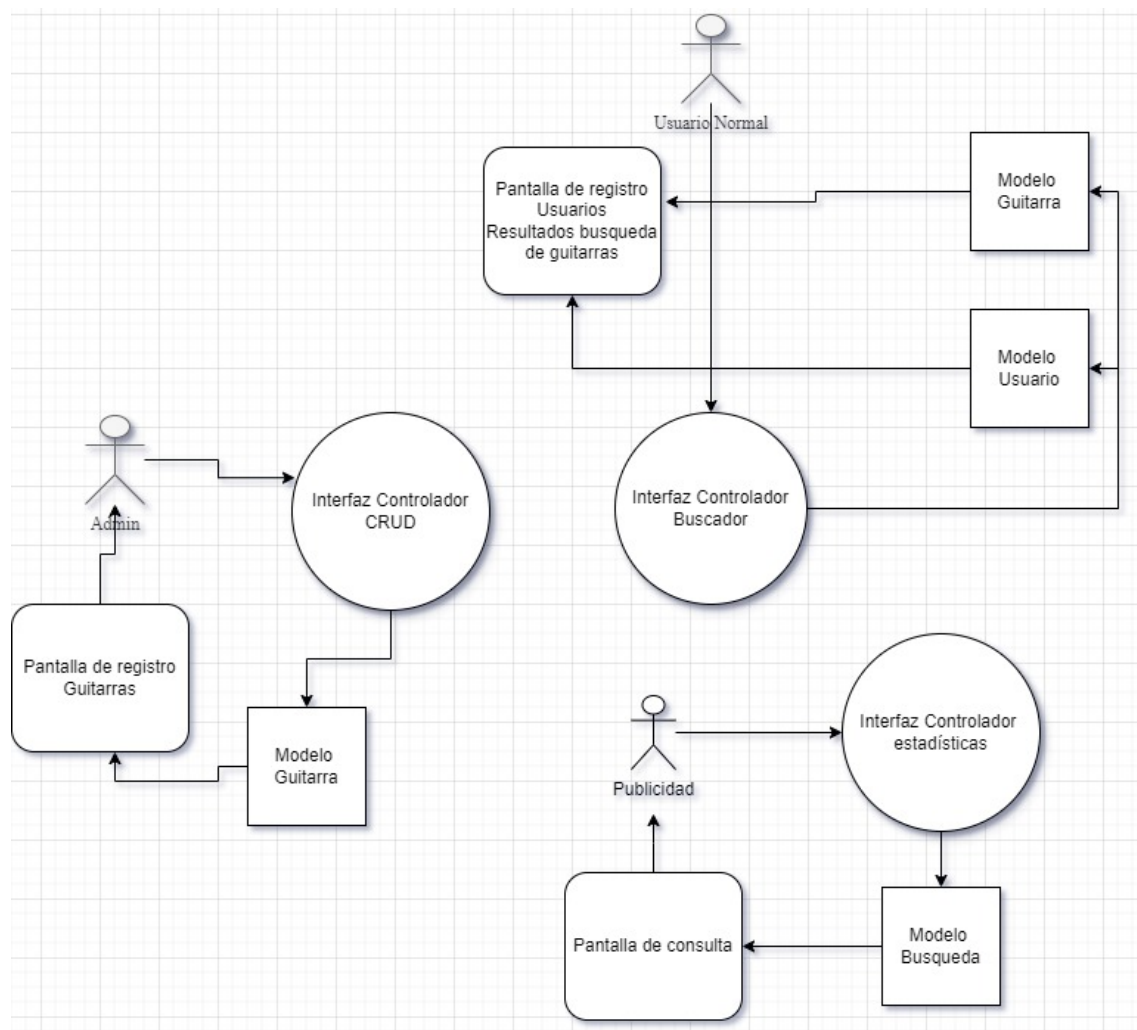 Usuario Normal
Pantalla de registro
Usuarios
Resultados busqueda
de guitarras
Modelo
Guitarra
Modelo
Usuario
Admin
Interfaz Controlador
CRUD
Interfaz Controlador
Buscador
Pantalla de registro
Guitarras
Modelo
Guitarra
Publicidad
Interfaz Controlador
estadísticas
Pantalla de consulta
Modelo
Busqueda